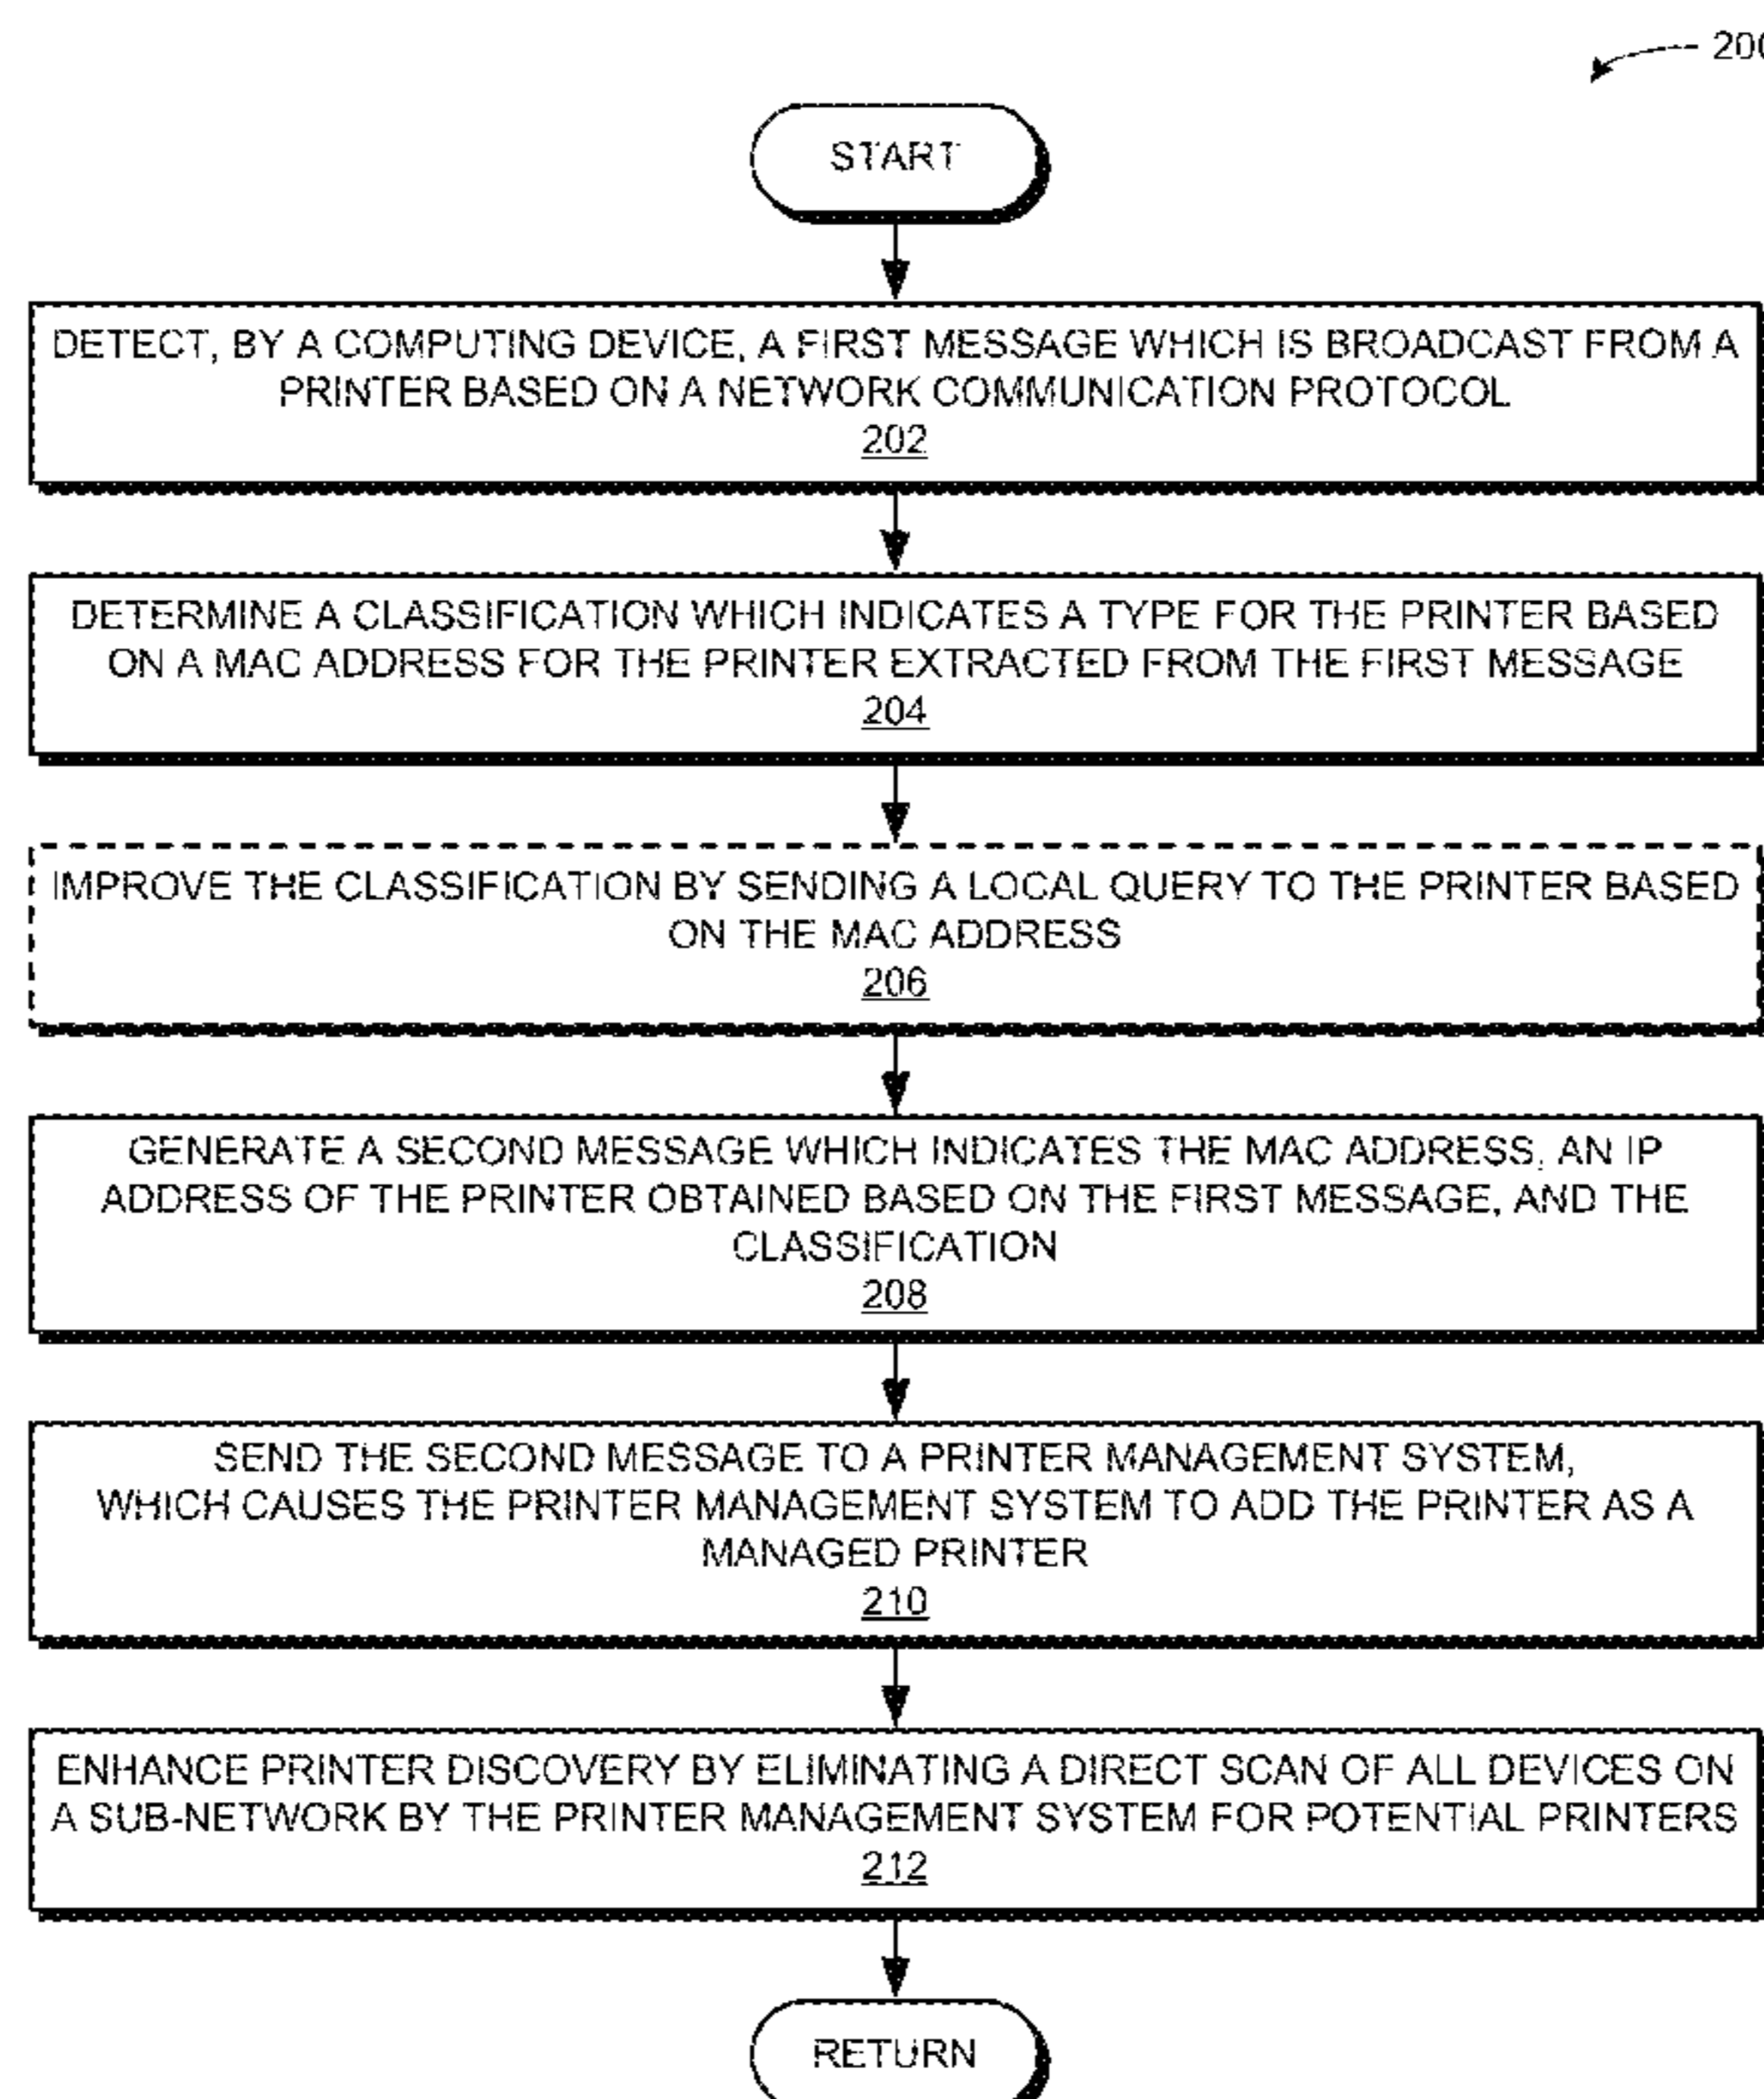 200
START
DETECT, BY A COMPUTING DEVICE, A FIRST MESSAGE WHICH IS BROADCAST FROM A
PRINTER BASED ON A NETWORK COMMUNICATION PROTOCOL
202
DETERMINE A CLASSIFICATION WHICH INDICATES A TYPE FOR THE PRINTER BASED
ON A MAC ADDRESS FOR THE PRINTER EXTRACTED FROM THE FIRST MESSAGE
204
IMPROVE THE CLASSIFICATION BY SENDING A LOCAL QUERY TO THE PRINTER BASED
ON THE MAC ADDRESS
206
GENERATE A SECOND MESSAGE WHICH INDICATES THE MAC ADDRESS, AN IP
ADDRESS OF THE PRINTER OBTAINED BASED ON THE FIRST MESSAGE, AND THE
CLASSIFICATION
208
SEND THE SECOND MESSAGE TO A PRINTER MANAGEMENT SYSTEM,
WHICH CAUSES THE PRINTER MANAGEMENT SYSTEM TO ADD THE PRINTER AS A
MANAGED PRINTER
210
ENHANCE PRINTER DISCOVERY BY ELIMINATING A DIRECT SCAN OF ALL DEVICES ON
A SUB-NETWORK BY THE PRINTER MANAGEMENT SYSTEM FOR POTENTIAL PRINTERS
212
RETURN